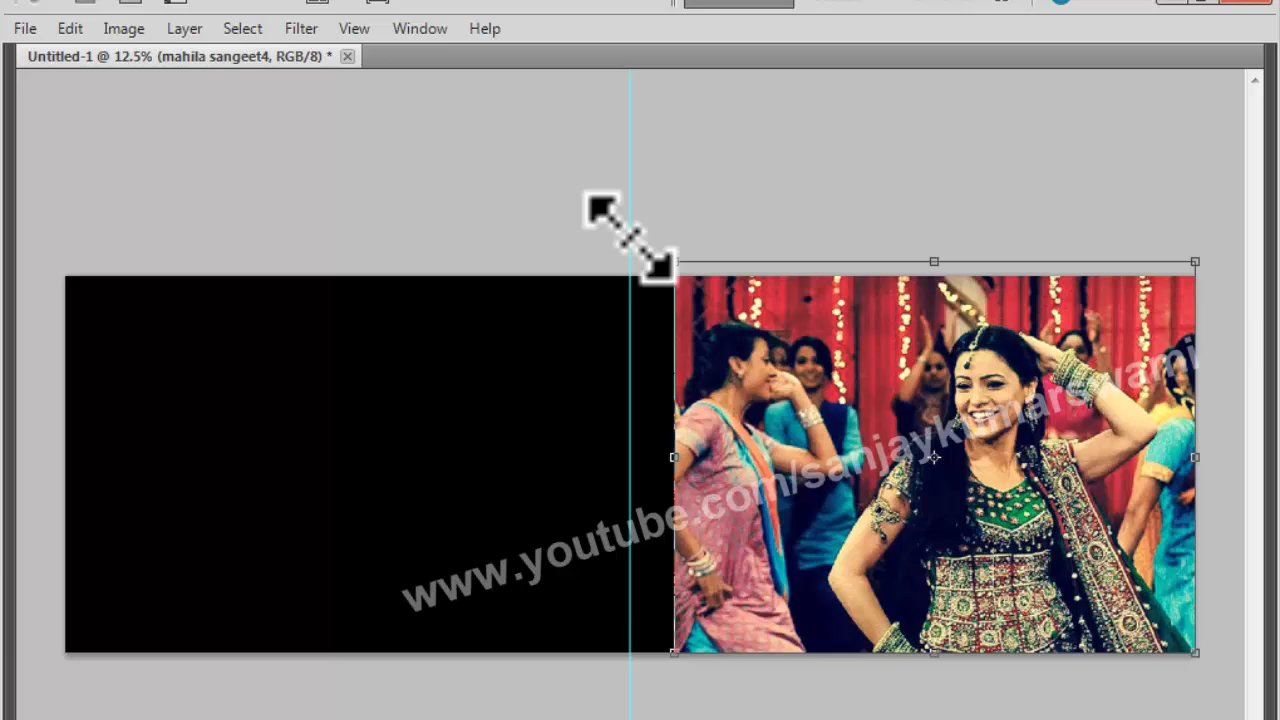 File Edit Image Layer Select Filter View Window Help
Untitled-1 @ 12.5% (mahila sangeet4, RGB/8) *
www.youtube.com/sanjaykumarswami